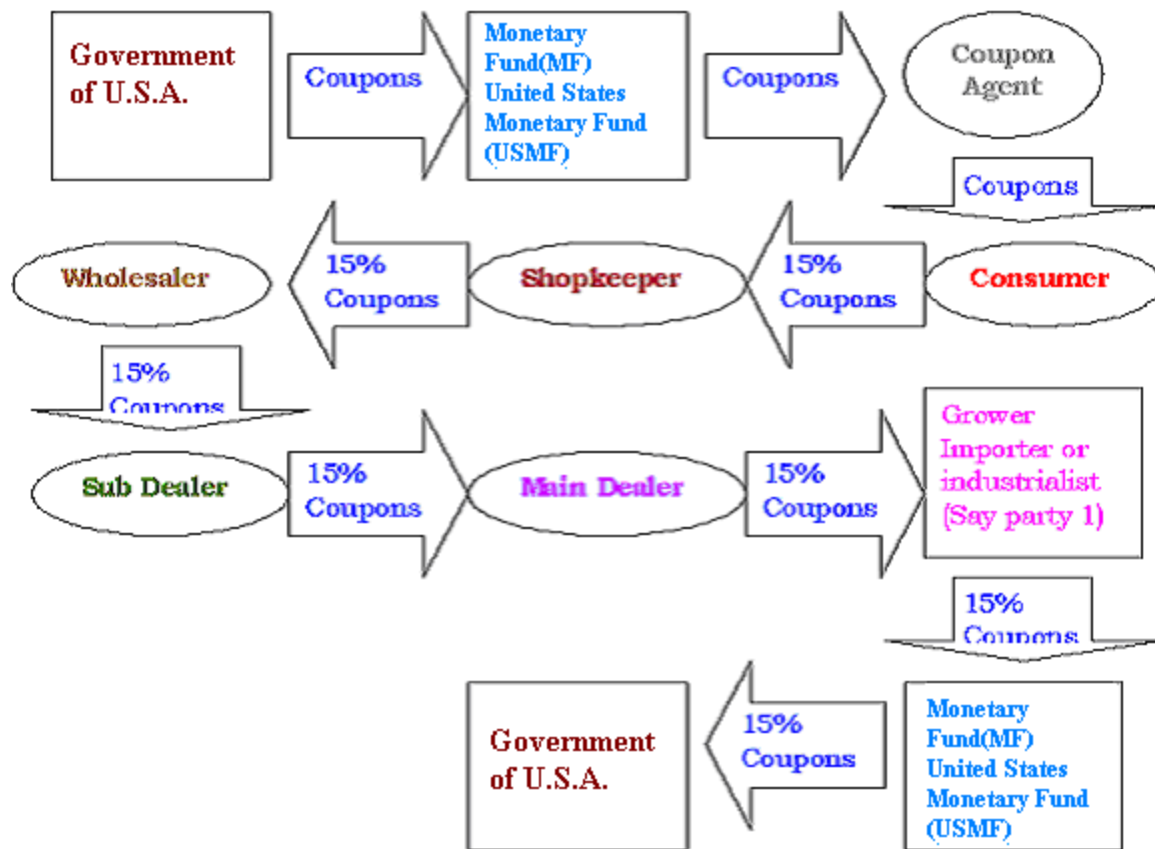 Government
of U.S.A.
Coupons
Monetary
Fund(MF)
United States
Monetary Fund
(USMF)
Coupons
Coupon
Agent
Coupons
Wholesaler
15%
Coupons
Shopkeeper
15%
Coupons
Consumer
15%
Coupons
Sub Dealer
15%
Coupons
Main Dealer
15%
Coupons
Grower
Importer or
industrialist
(Say party 1)
15%
Coupons
Government
of U.S.A.
15%
Coupons
Monetary
Fund(MF)
United States
Monetary Fund
(USMF)